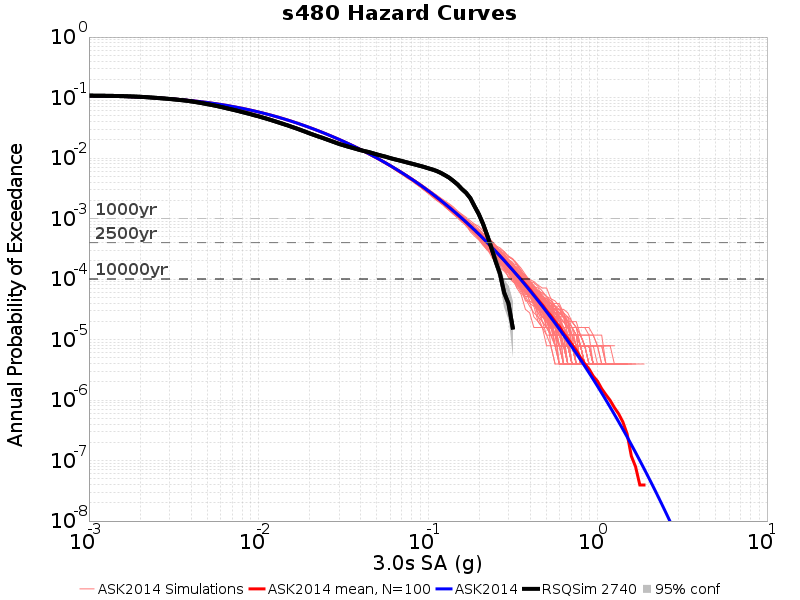 s480 Hazard Curves
Annual Probability of Exceedance
10^0
10^-1
10^-2
10^-3
10^-4
10^-5
10^-6
10^-7
10^-8
1000yr
2500yr
10000yr
10^-3 10^-2 10^-1 10^0 10^1
3.0s SA (g)
ASK2014 Simulations ASK2014 mean, N=100 ASK2014 RSQSim 2740 95% conf